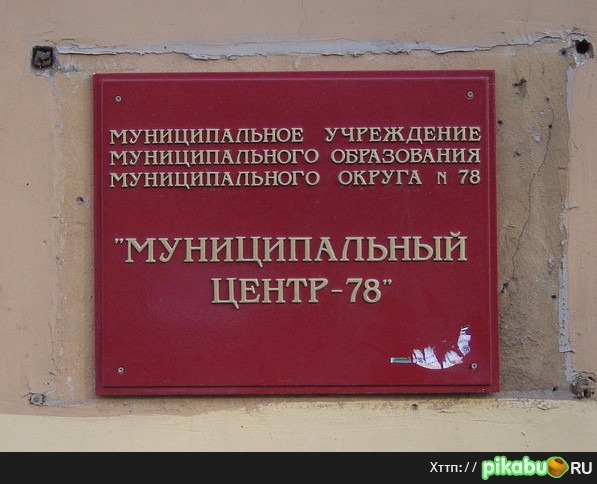 МУНИЦИПАЛЬНОЕ УЧРЕЖДЕНИЕ
МУНИЦИПАЛЬНОГО ОБРАЗОВАНИЯ
МУНИЦИПАЛЬНОГО ОКРУГА N 78
"МУНИЦИПАЛЬНЫЙ
ЦЕНТР-78"
Хттп:// pikabu.RU